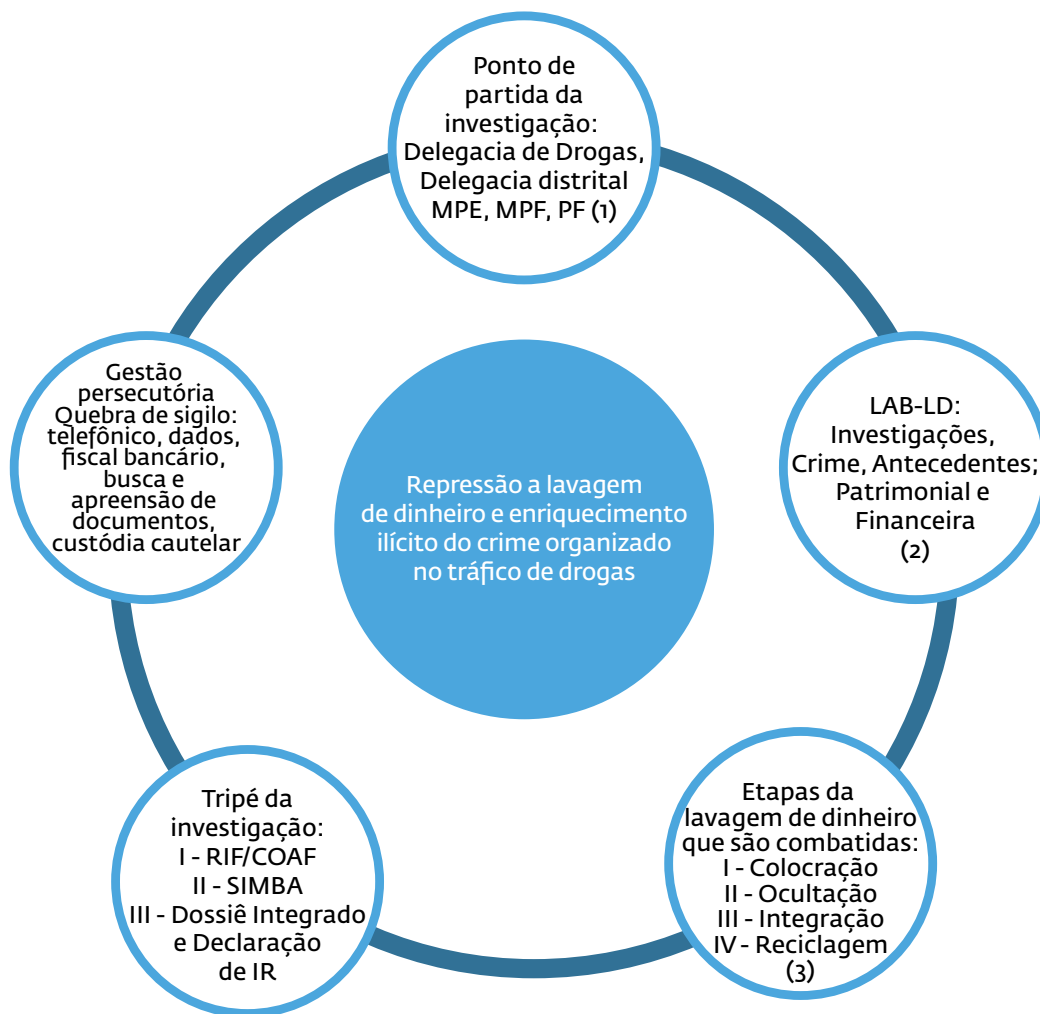 Ponto de
partida da
investigação:
Delegacia de Drogas,
Delegacia distrital
MPE, MPF, PF (1)
LAB-LD:
Investigações,
Crime, Antecedentes;
Patrimonial e
Financeira
(2)
Etapas da
lavagem de dinheiro
que são combatidas:
I - Colocração
II - Ocultação
III - Integração
IV - Reciclagem
(3)
Tripé da
investigação:
I - RIF/COAF
II - SIMBA
III - Dossiê Integrado
e Declaração
de IR
Gestão
persecutória
Quebra de sigilo:
telefônico, dados,
fiscal bancário,
busca e
apreensão de
documentos,
custódia cautelar
Repressão a lavagem
de dinheiro e enriquecimento
ilícito do crime organizado
no tráfico de drogas